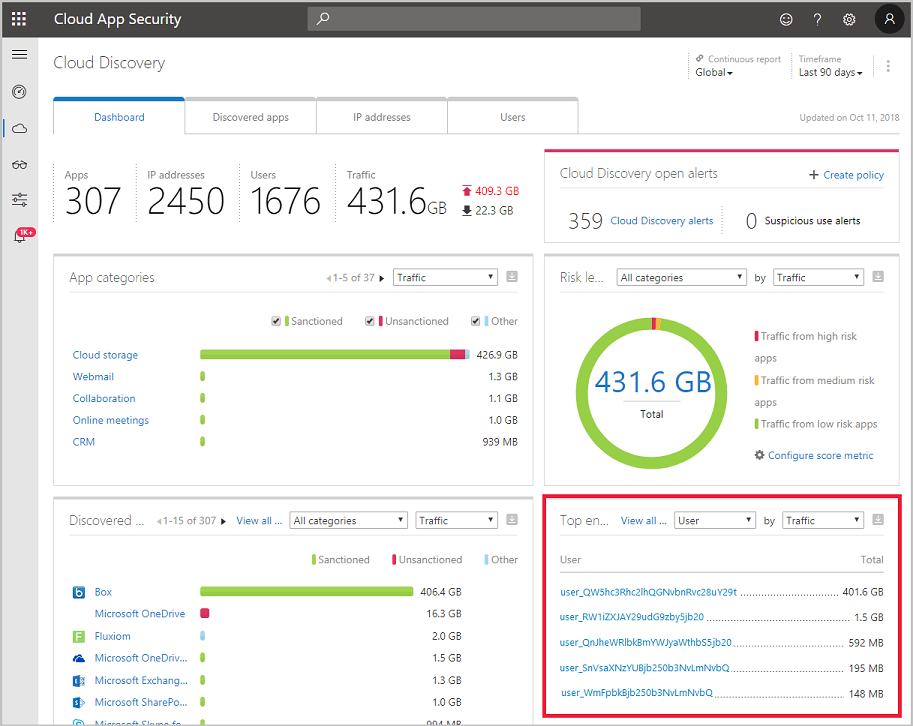 Cloud App Security
?
Cloud Discovery
Continuous report
Global
Timeframe
Last 90 days
Dashboard
Discovered apps
IP addresses
Users
Updated on Oct 11, 2018
1K+
Apps
307
IP addresses
2450
Users
1676
Traffic
431.6GB
409.3 GB
22.3 GB
Cloud Discovery open alerts
+ Create policy
359 Cloud Discovery alerts
0 Suspicious use alerts
App categories
1-5 of 37
Traffic
Sanctioned
Unsanctioned
Other
Cloud storage 426.9 GB
Webmail 1.3 GB
Collaboration 1.1 GB
Online meetings 1.0 GB
CRM 939 MB
Risk le...
All categories
by
Traffic
431.6 GB
Total
Traffic from high risk
apps
Traffic from medium risk
apps
Traffic from low risk apps
Configure score metric
Discovered ...
1-15 of 307
View all ...
All categories
Traffic
Sanctioned
Unsanctioned
Other
Box 406.4 GB
Microsoft OneDrive 16.3 GB
F Fluxiom 2.0 GB
Microsoft OneDriv... 1.5 GB
Microsoft Exchang... 1.3 GB
Microsoft SharePo... 1.0 GB
Microsoft Skype fo... 994 MB
Top en...
View all ...
User
by
Traffic
User Total
user_QW5hc3Rhc2lhQGNvbnRvc28uY29t 401.6 GB
user_RW1iZXJAY29udG9zby5jb20 1.5 GB
user_QnJheWRlbkBmYWJyaWthbS5jb20 592 MB
user_SnVsaXNzYUBjb250b3NvLmNvbQ 195 MB
user_WmFpbkBjb250b3NvLmNvbQ 148 MB